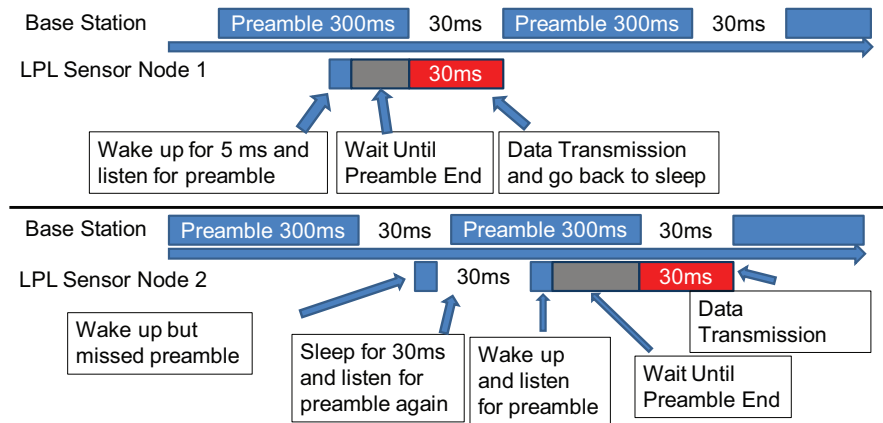 Base Station
Preamble 300ms
30ms
Preamble 300ms
30ms
LPL Sensor Node 1
30ms
Wake up for 5 ms and
listen for preamble
Wait Until
Preamble End
Data Transmission
and go back to sleep
Base Station
Preamble 300ms
30ms
Preamble 300ms
30ms
LPL Sensor Node 2
30ms
30ms
Wake up but
missed preamble
Sleep for 30ms
and listen for
preamble again
Wake up
and listen
for preamble
Data
Transmission
Wait Until
Preamble End